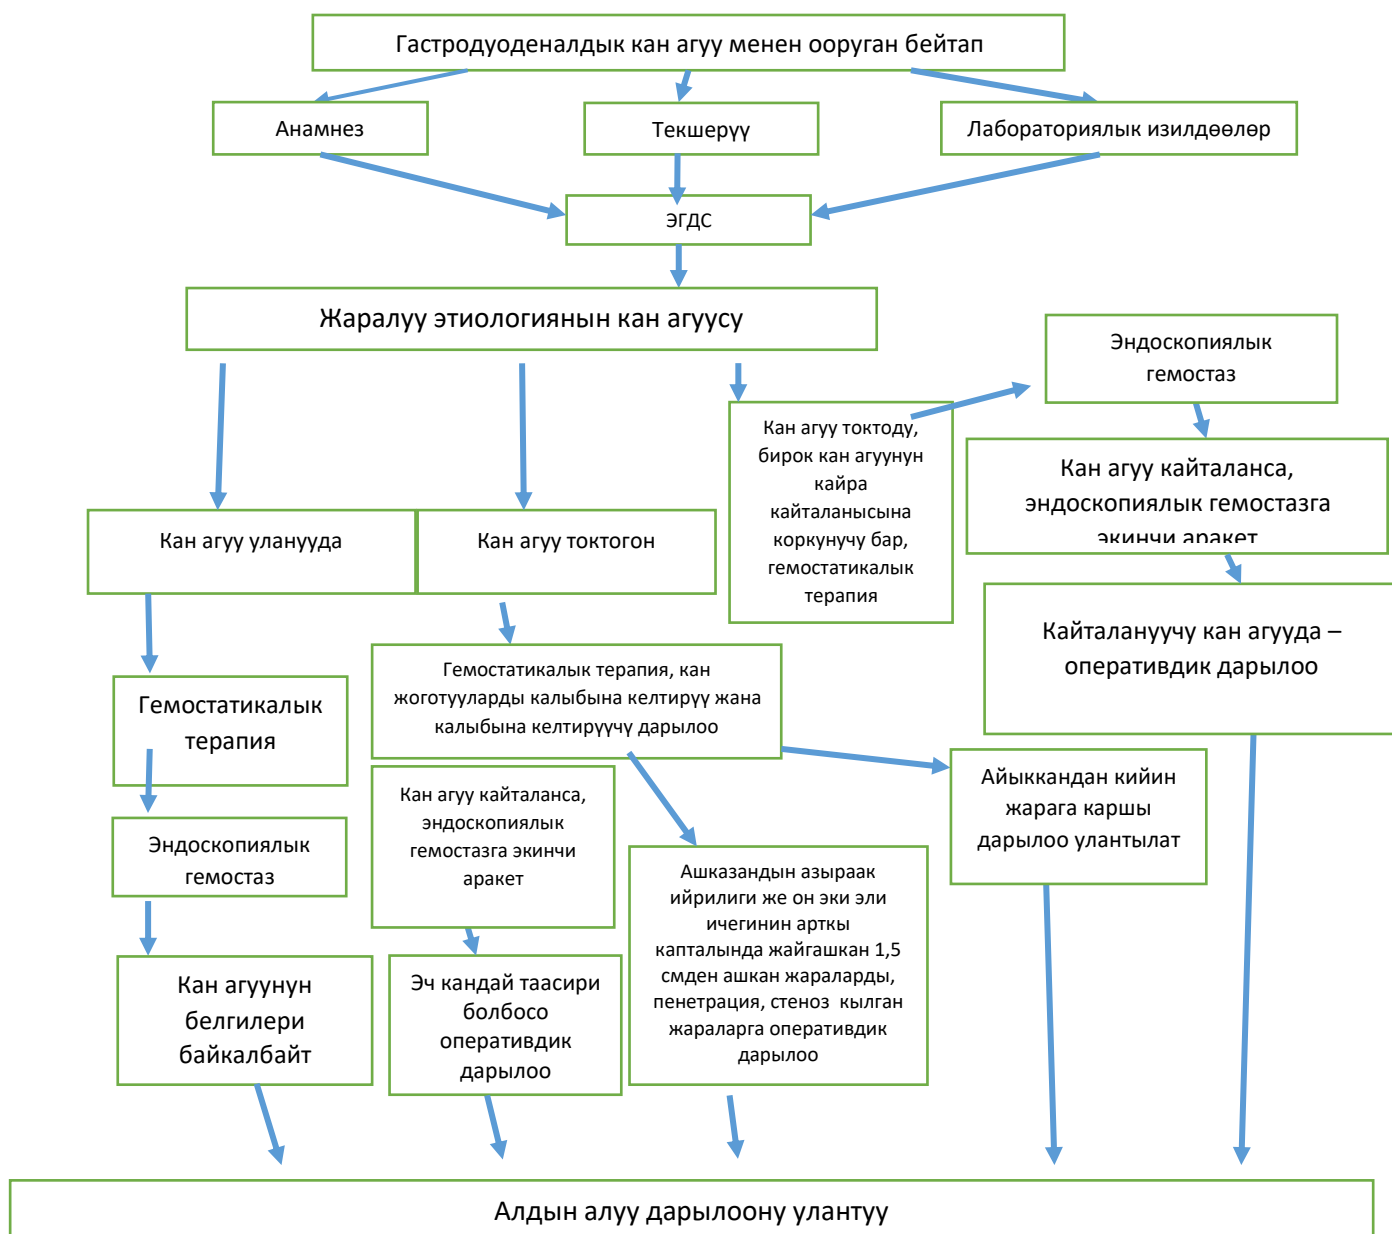 Гастродуоденалдык кан агуу менен ооруган бейтап
Анамнез
Текшерүү
Лабораториялык изилдөөлөр
ЭГДС
Жаралуу этиологиянын кан агуусу
Эндоскопиялык
гемостаз
Кан агуу токтоду,
бирок кан агуунун
кайра
кайталанысына
коркунучу бар,
гемостатикалык
терапия
Кан агуу кайталанса,
эндоскопиялык гемостазга
экинчи аракет
Кан агуу уланууда
Кан агуу токтогон
Кайталануучу кан агууда –
оперативдик дарылоо
Гемостатикалык
терапия
Гемостатикалык терапия, кан
жоготууларды калыбына келтирүү жана
калыбына келтирүүчү дарылоо
Айыккандан кийин
жарага каршы
дарылоо улантылат
Кан агуу кайталанса,
эндоскопиялык
гемостазга экинчи
аракет
Эндоскопиялык
гемостаз
Ашказандын азыраак
ийрилиги же он эки эли
ичегинин арткы
капталында жайгашкан 1,5
смден ашкан жараларды,
пенетрация, стеноз кылган
жараларга оперативдик
дарылоо
Кан агуунун
белгилери
байкалбайт
Эч кандай таасири
болбосо
оперативдик
дарылоо
Алдын алуу дарылоону улантуу